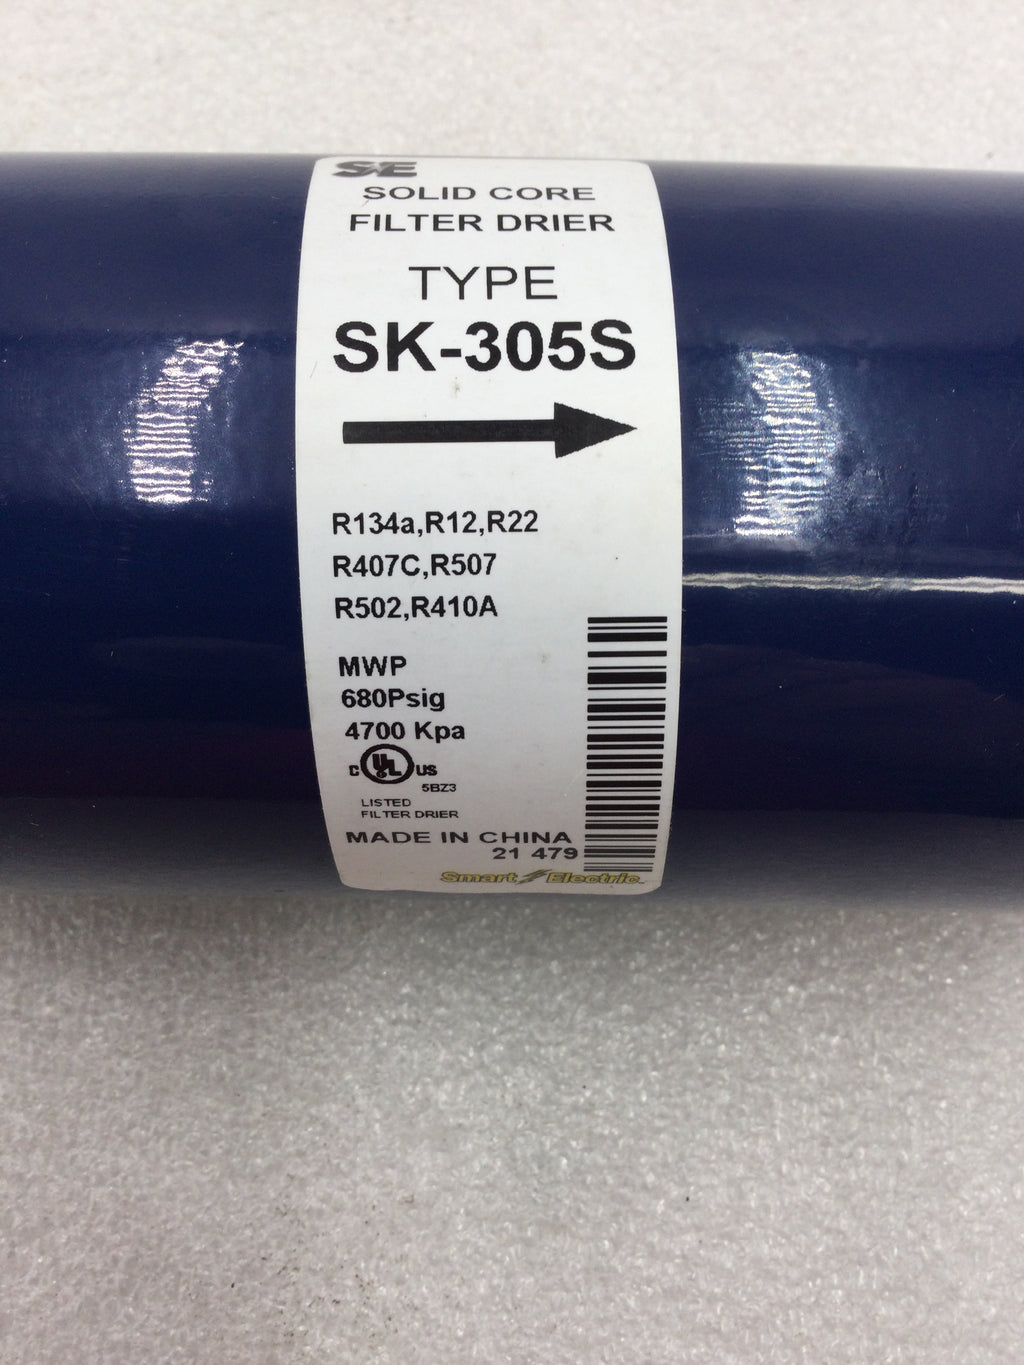 SE
SOLID CORE
FILTER DRIER
TYPE
SK-305S
R134a,R12,R22
R407C,R507
R502,R410A
MWP
680Psig
4700 Kpa
C UL US
5BZ3
LISTED
FILTER DRIER
MADE IN CHINA
21 479
Smart Electric